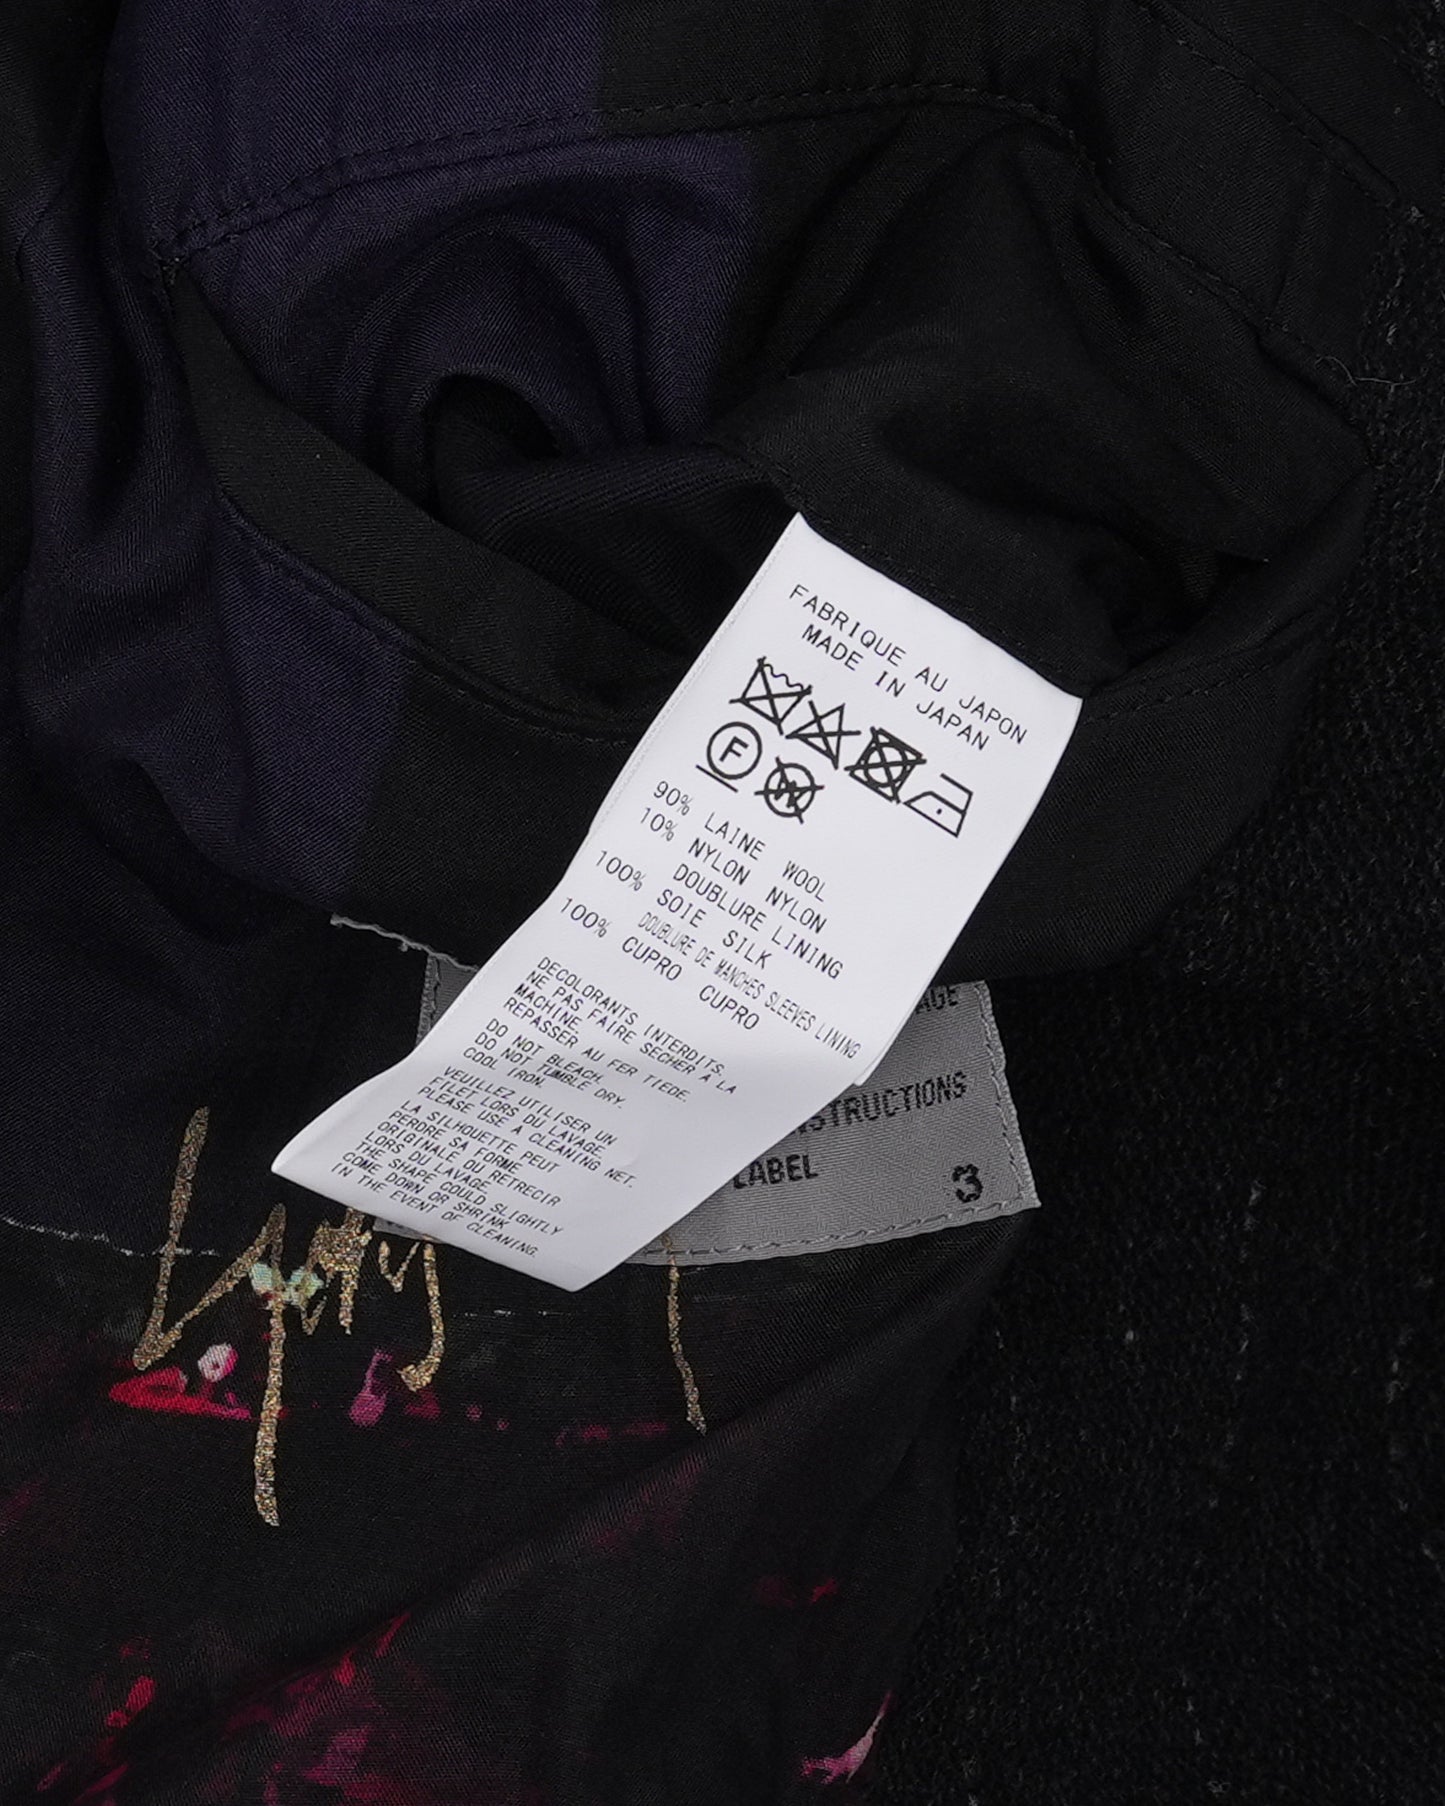 FABRIQUE AU JAPON
MADE IN JAPAN
F
W
90% LAINE WOOL
10% NYLON NYLON
DOUBLURE LINING
100% SOIE SILK
DOUBLURE DE MANCHES SLEEVES LINING
100% CUPRO CUPRO
DECOLORANTS INTERDITS.
NE PAS FAIRE SECHER A LA
MACHINE.
REPASSER AU FER TIEDE.
DO NOT BLEACH.
DO NOT TUMBLE DRY.
COOL IRON.
VEUILLEZ UTILISER UN
FILET LORS DU LAVAGE.
PLEASE USE A CLEANING NET.
LA SILHOUETTE PEUT
PERDRE SA FORME
ORIGINALE OU RETRECIR
LORS DU LAVAGE.
THE SHAPE COULD SLIGHTLY
COME DOWN OR SHRINK
IN THE EVENT OF CLEANING.
LABEL
3